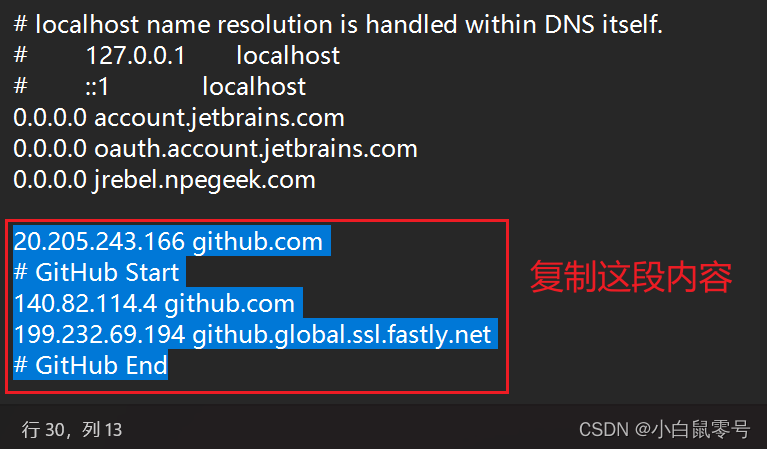 # localhost name resolution is handled within DNS itself.
# 127.0.0.1 localhost
# ::1 localhost
0.0.0.0 account.jetbrains.com
0.0.0.0 oauth.account.jetbrains.com
0.0.0.0 jrebel.npegeek.com
20.205.243.166 github.com
# GitHub Start
140.82.114.4 github.com
199.232.69.194 github.global.ssl.fastly.net
# GitHub End
复制这段内容
行 30，列 13
CSDN @小白鼠零号